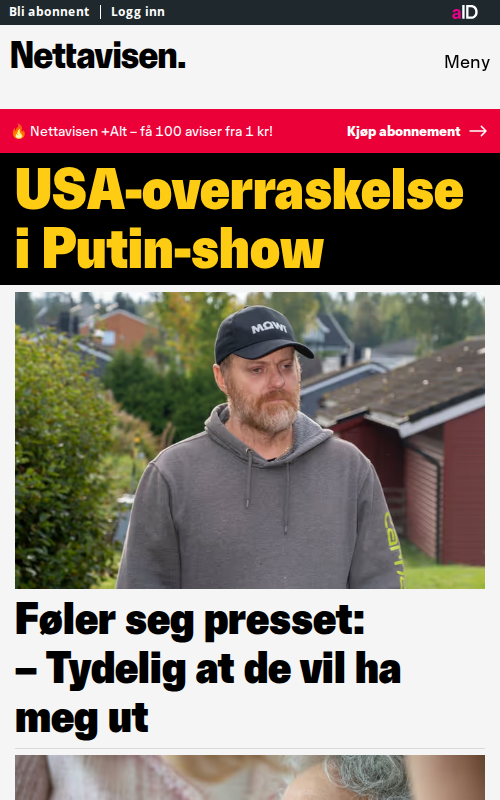 Bli abonnent | Logg inn
aID
Nettavisen.
Meny
🔥 Nettavisen +Alt – få 100 aviser fra 1 kr!
Kjøp abonnement →
USA-overraskelse
i Putin-show
MOWI
Føler seg presset:
– Tydelig at de vil ha
meg ut